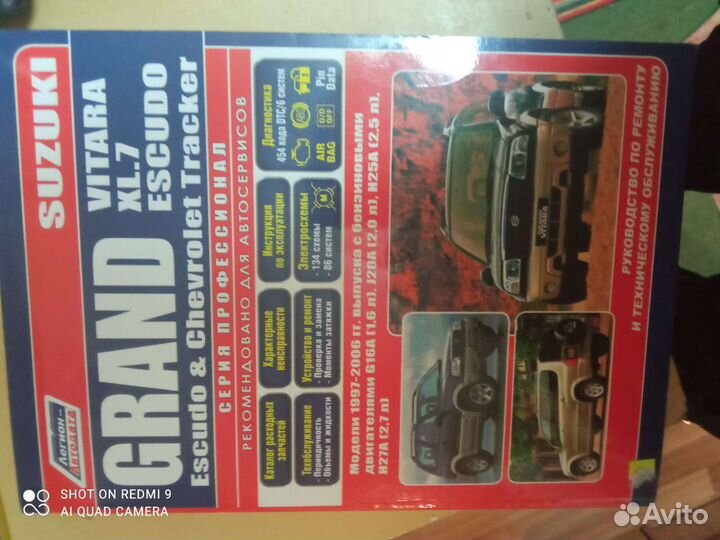 Легион-
Автодата
SUZUKI
GRAND
VITARA
XL.7
ESCUDO
Escudo & Chevrolet Tracker
СЕРИЯ ПРОФЕССИОНАЛ
РЕКОМЕНДОВАНО ДЛЯ АВТОСЕРВИСОВ
Каталог расходных
запчастей
Характерные
неисправности
Инструкция
по эксплуатации
Диагностика
454 кода DTC/6 систем
ABS
O/D
OFF
Pin
Data
AIR
BAG
Техобслуживание
- Периодичность
- Объемы и жидкости
Устройство и ремонт
- Проверка и замена
- Моменты затяжки
Электросхемы
- 134 схемы
- 86 систем
М
Модели 1997-2006 гг. выпуска с бензиновыми
двигателями G16A (1,6 л), J20A (2,0 л), H25A (2,5 л),
H27A (2,7 л)
РУКОВОДСТВО ПО РЕМОНТУ
И ТЕХНИЧЕСКОМУ ОБСЛУЖИВАНИЮ
SHOT ON REDMI 9
AI QUAD CAMERA
Avito